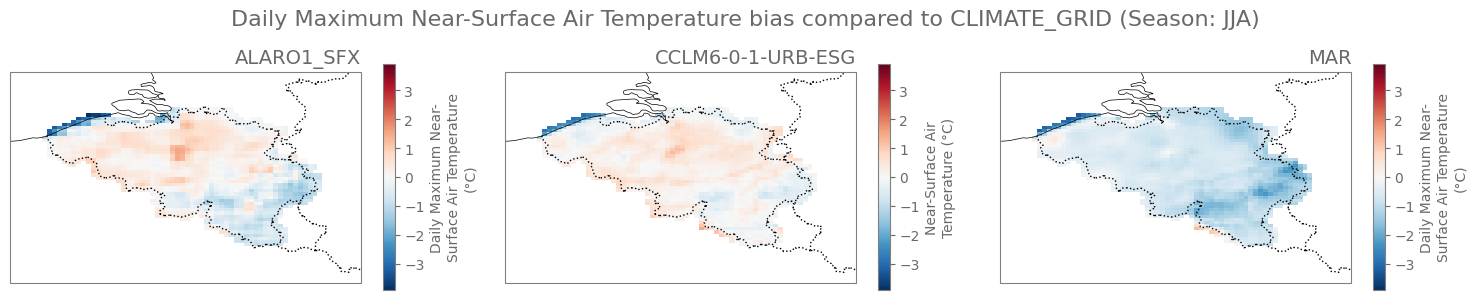 Daily Maximum Near-Surface Air Temperature bias compared to CLIMATE_GRID (Season: JJA)
ALARO1_SFX
3
2
1
0
−1
−2
−3
Daily Maximum Near-
Surface Air Temperature
(°C)
CCLM6-0-1-URB-ESG
3
2
1
0
−1
−2
−3
Near-Surface Air
Temperature (°C)
MAR
3
2
1
0
−1
−2
−3
Daily Maximum Near-
Surface Air Temperature
(°C)